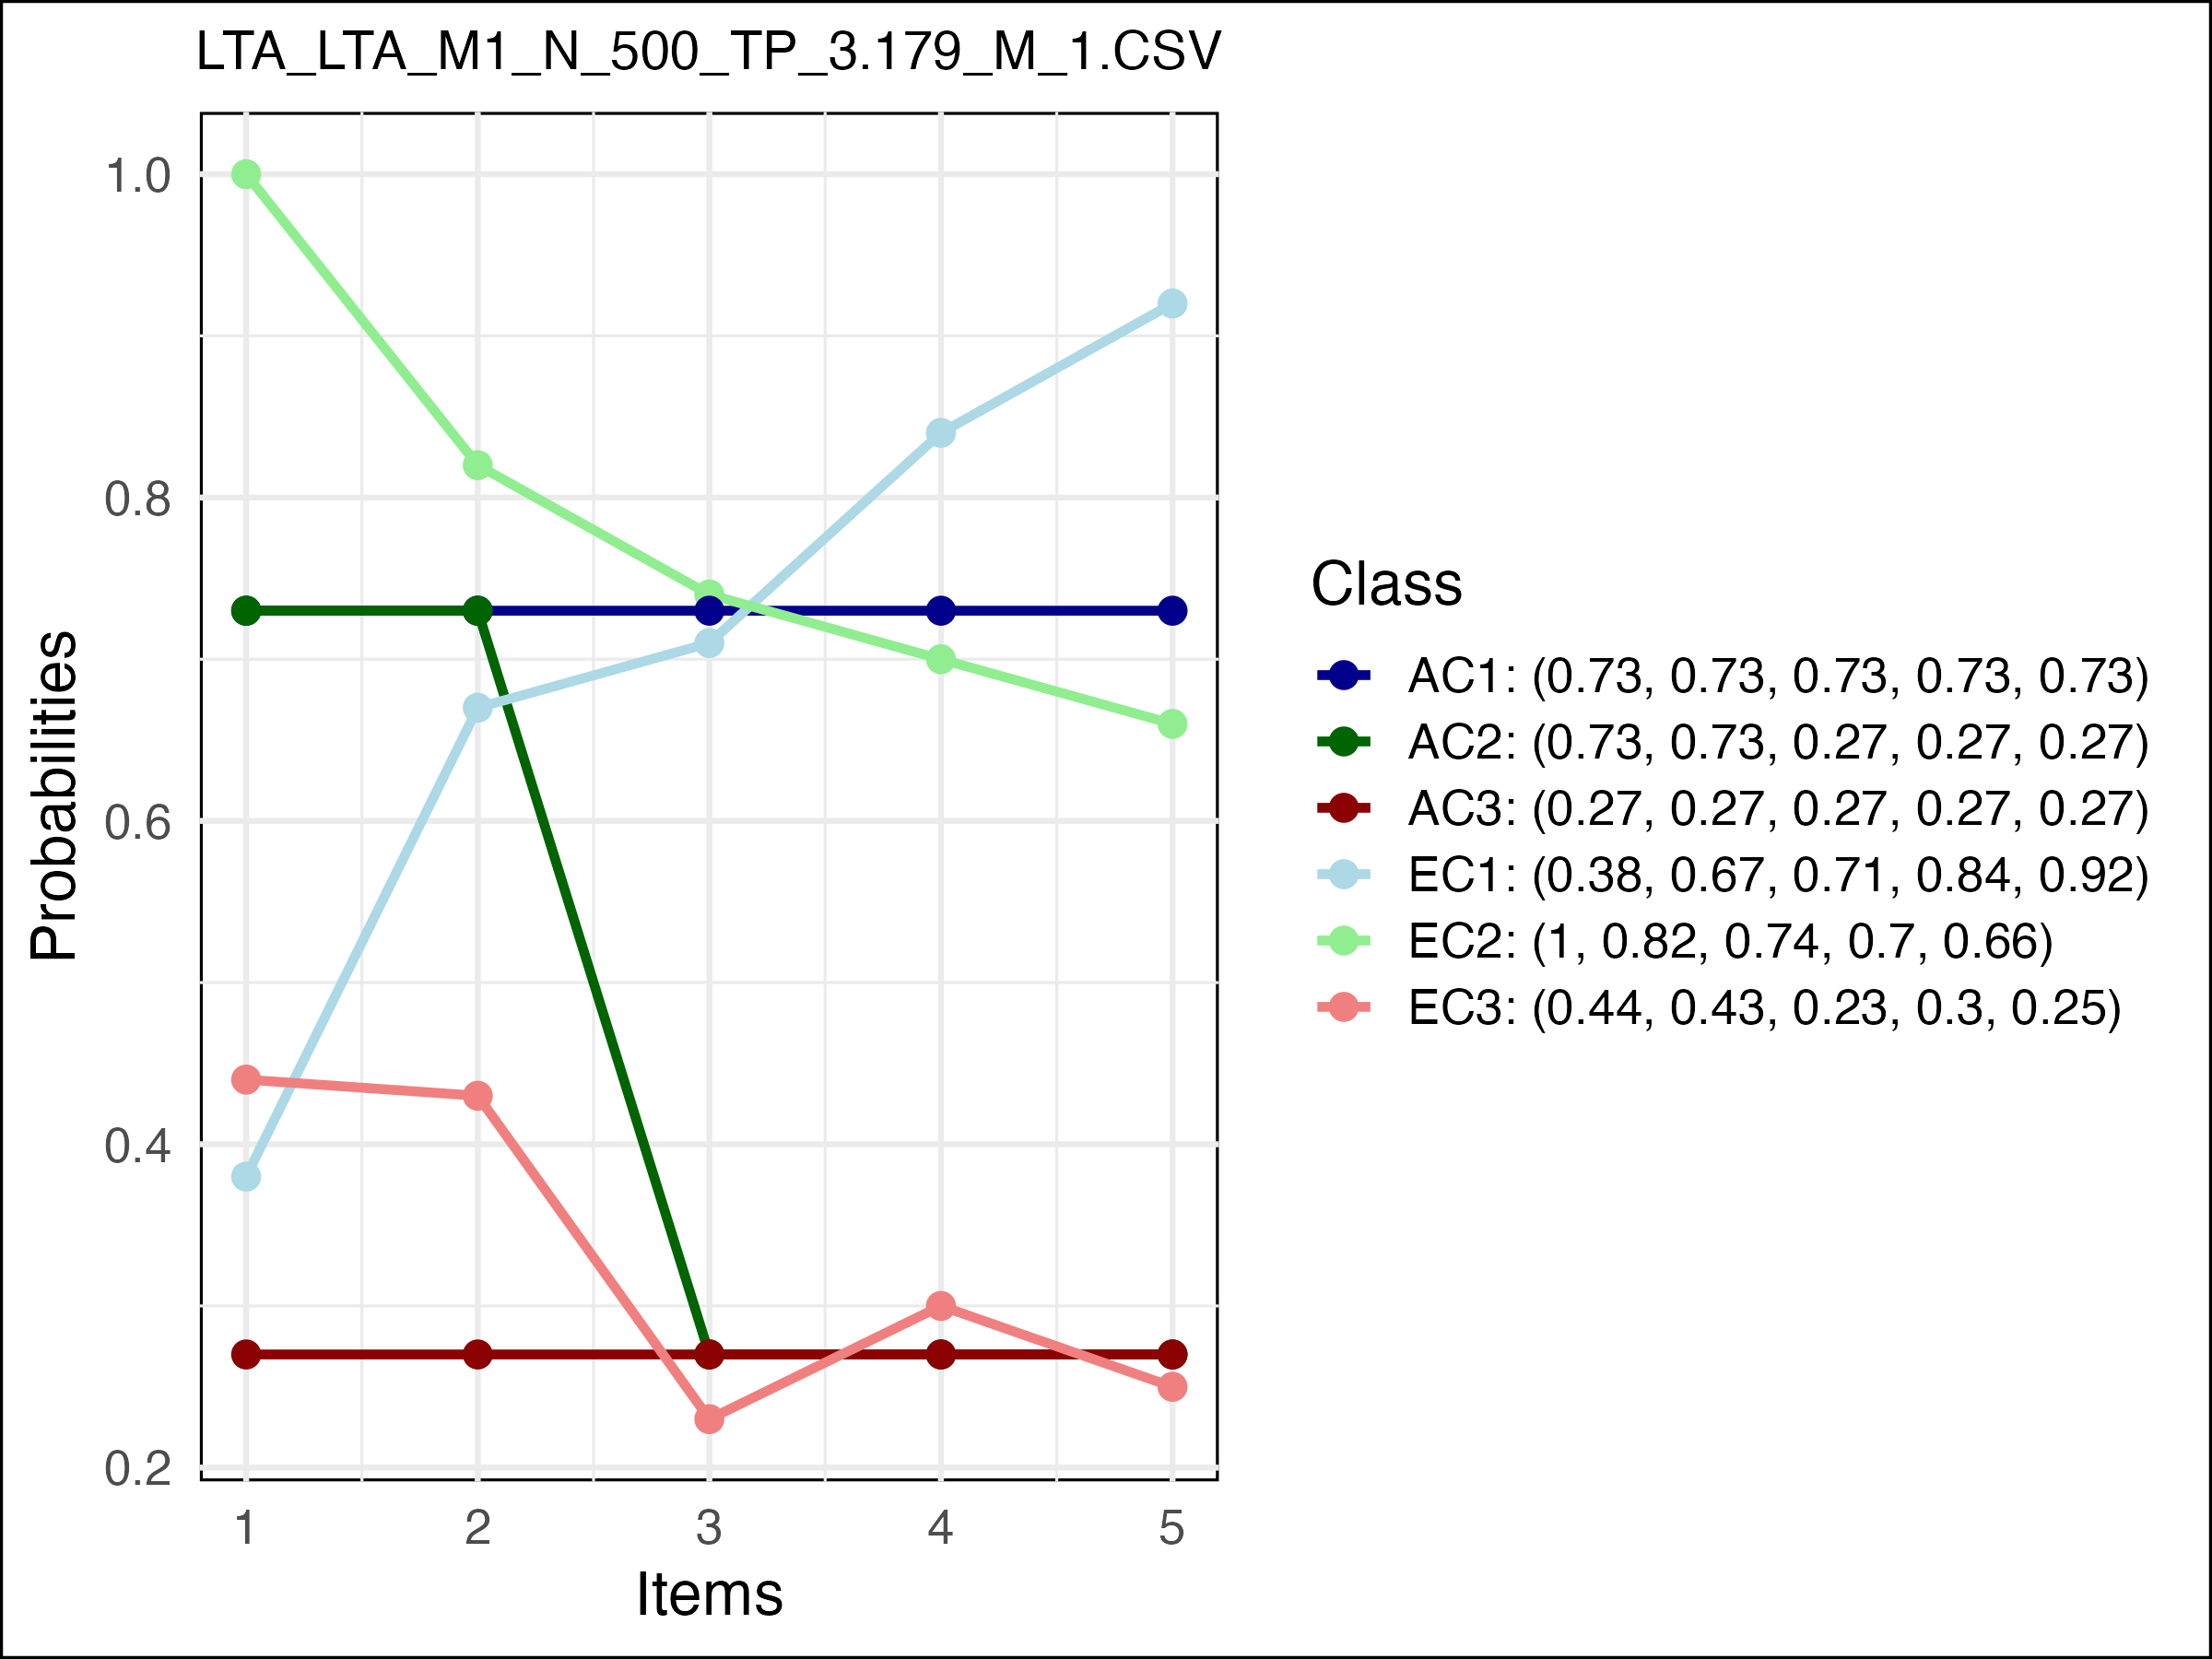 LTA_LTA_M1_N_500_TP_3.179_M_1.CSV
1.0
0.8
0.6
0.4
0.2
Probabilities
1 2 3 4 5
Items
Class
AC1: (0.73, 0.73, 0.73, 0.73, 0.73)
AC2: (0.73, 0.73, 0.27, 0.27, 0.27)
AC3: (0.27, 0.27, 0.27, 0.27, 0.27)
EC1: (0.38, 0.67, 0.71, 0.84, 0.92)
EC2: (1, 0.82, 0.74, 0.7, 0.66)
EC3: (0.44, 0.43, 0.23, 0.3, 0.25)